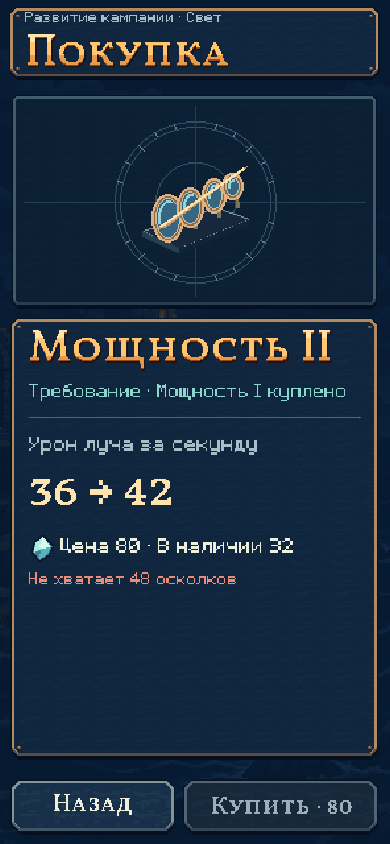 Развитие кампании · Свет
Покупка
Мощность II
Требование · Мощность I куплено
Урон луча за секунду
36 → 42
Цена 80 · В наличии 32
Не хватает 48 осколков
Назад
Купить · 80